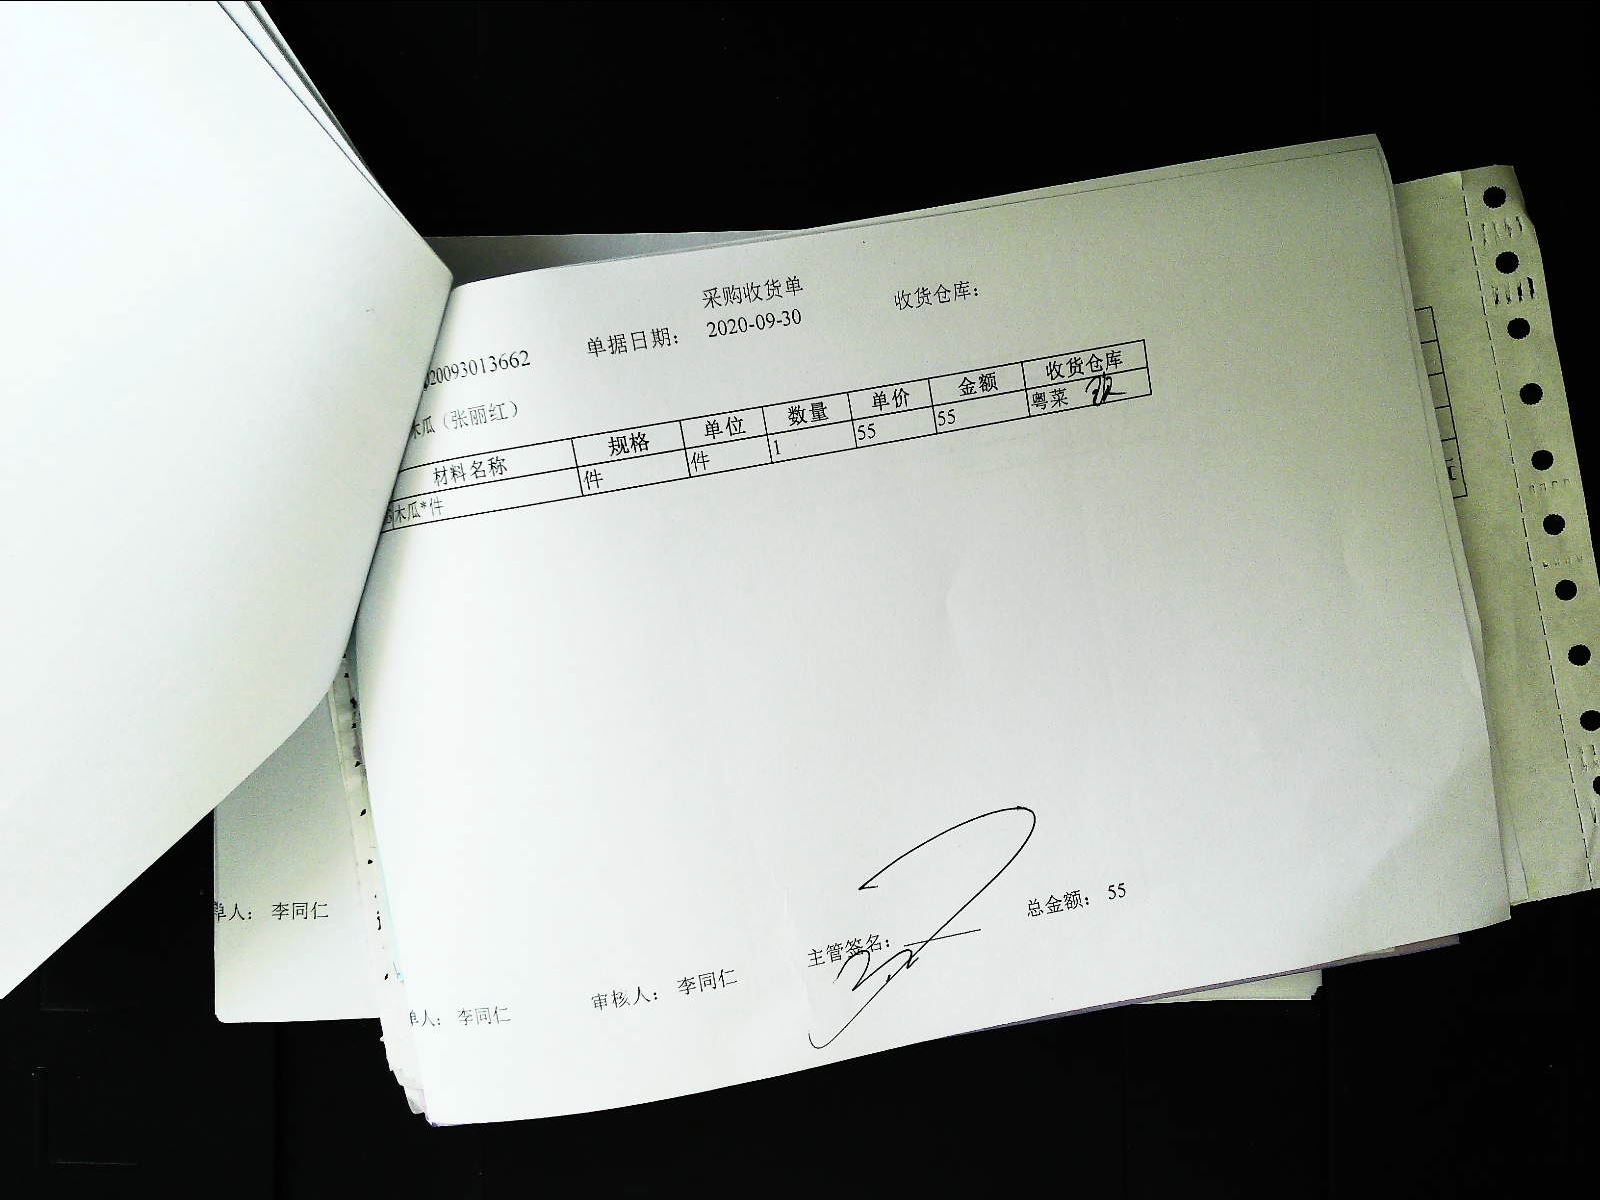 采购收货单
20093013662 单据日期： 2020-09-30 收货仓库：
木瓜（张丽红）
材料名称 规格 单位 数量 单价 金额 收货仓库
木瓜*件 件 件 1 55 55 粤菜
单人： 李同仁 审核人： 李同仁 主管签名： 总金额： 55
单人： 李同仁